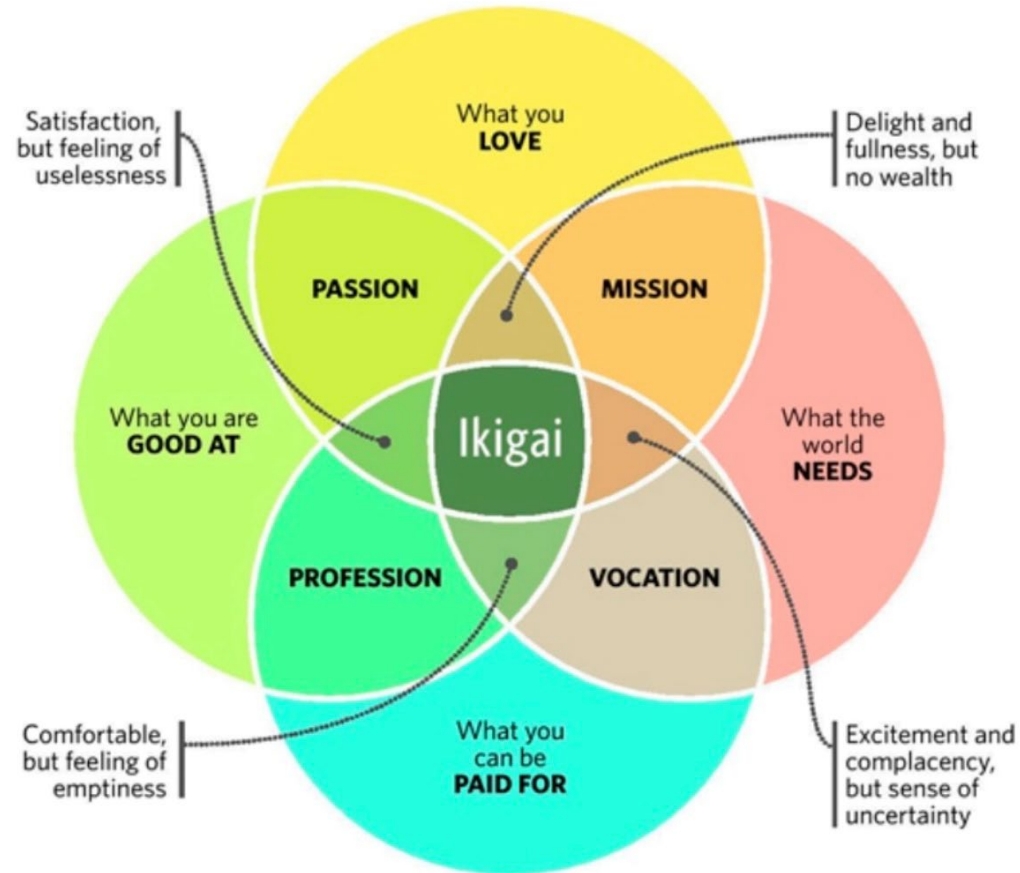 What you
LOVE
Satisfaction,
but feeling of
uselessness
Delight and
fullness, but
no wealth
PASSION
MISSION
What you are
GOOD AT
Ikigai
What the
world
NEEDS
PROFESSION
VOCATION
Comfortable,
but feeling of
emptiness
What you
can be
PAID FOR
Excitement and
complacency,
but sense of
uncertainty